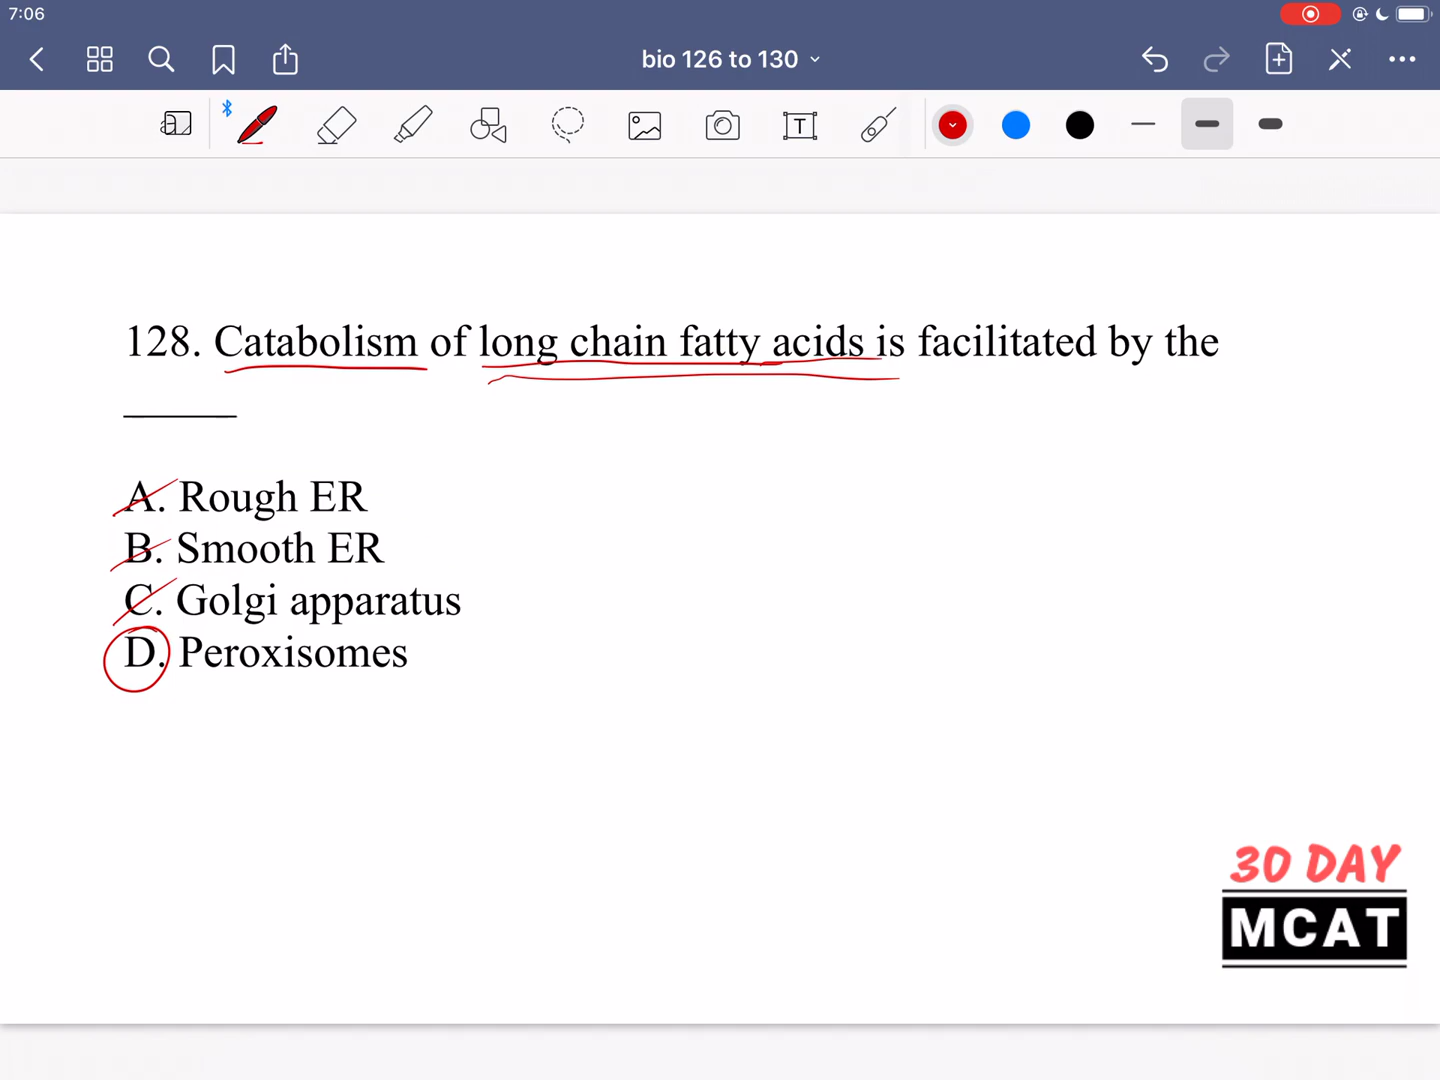 7:06
bio 126 to 130
128. Catabolism of long chain fatty acids is facilitated by the
______
A. Rough ER
B. Smooth ER
C. Golgi apparatus
D. Peroxisomes
30 DAY
MCAT